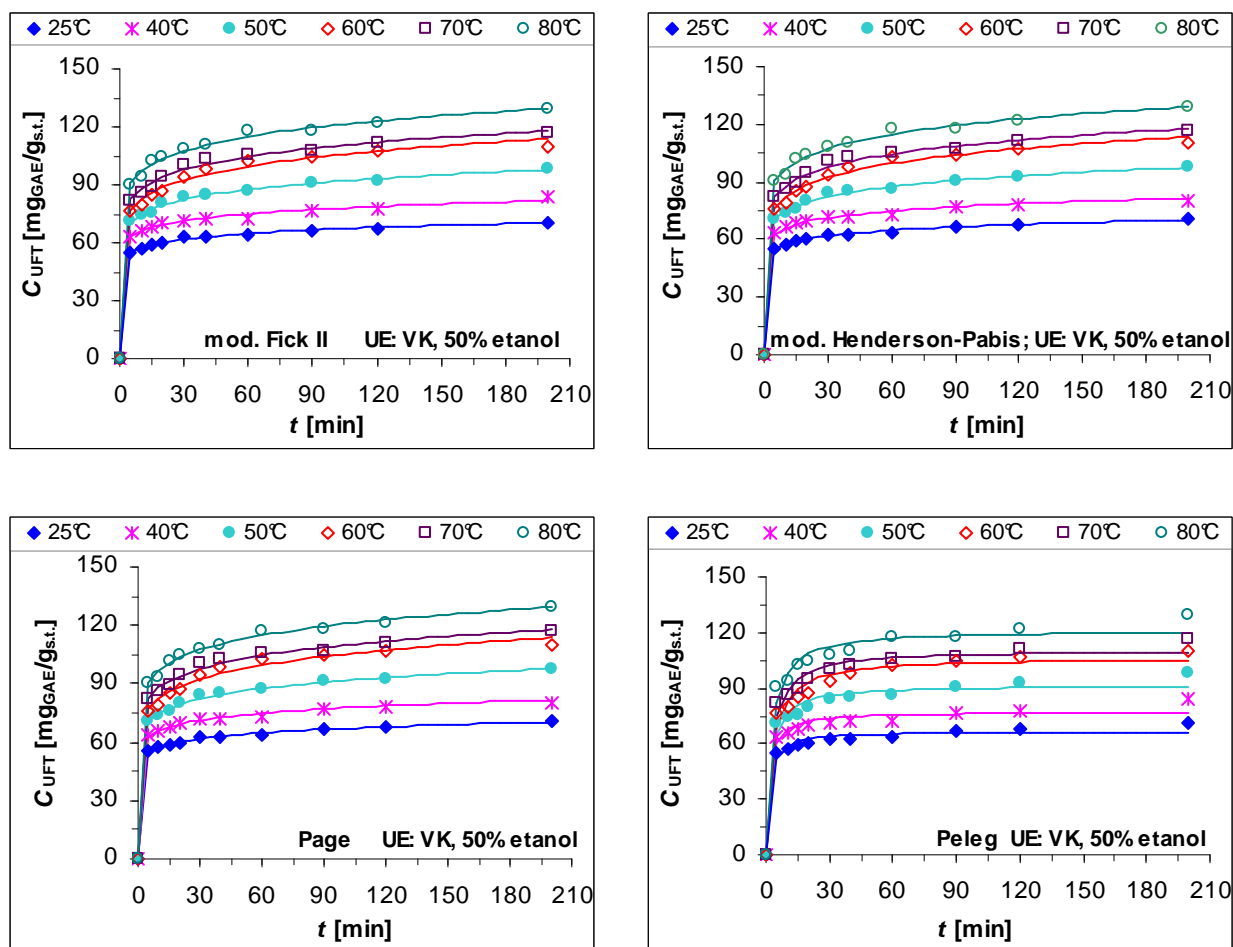 25℃ 40℃ 50℃ 60℃ 70℃ 80℃
150
120
90
60
30
0
C UFT [mgGAE/gs.t.]
mod. Fick II UE: VK, 50% etanol
0 30 60 90 120 150 180 210
t [min]
25℃ 40℃ 50℃ 60℃ 70℃ 80℃
150
120
90
60
30
0
C UFT [mgGAE/gs.t.]
mod. Henderson-Pabis; UE: VK, 50% etanol
0 30 60 90 120 150 180 210
t [min]
25℃ 40℃ 50℃ 60℃ 70℃ 80℃
150
120
90
60
30
0
C UFT [mgGAE/gs.t.]
Page UE: VK, 50% etanol
0 30 60 90 120 150 180 210
t [min]
25℃ 40℃ 50℃ 60℃ 70℃ 80℃
150
120
90
60
30
0
C UFT [mgGAE/gs.t.]
Peleg UE: VK, 50% etanol
0 30 60 90 120 150 180 210
t [min]